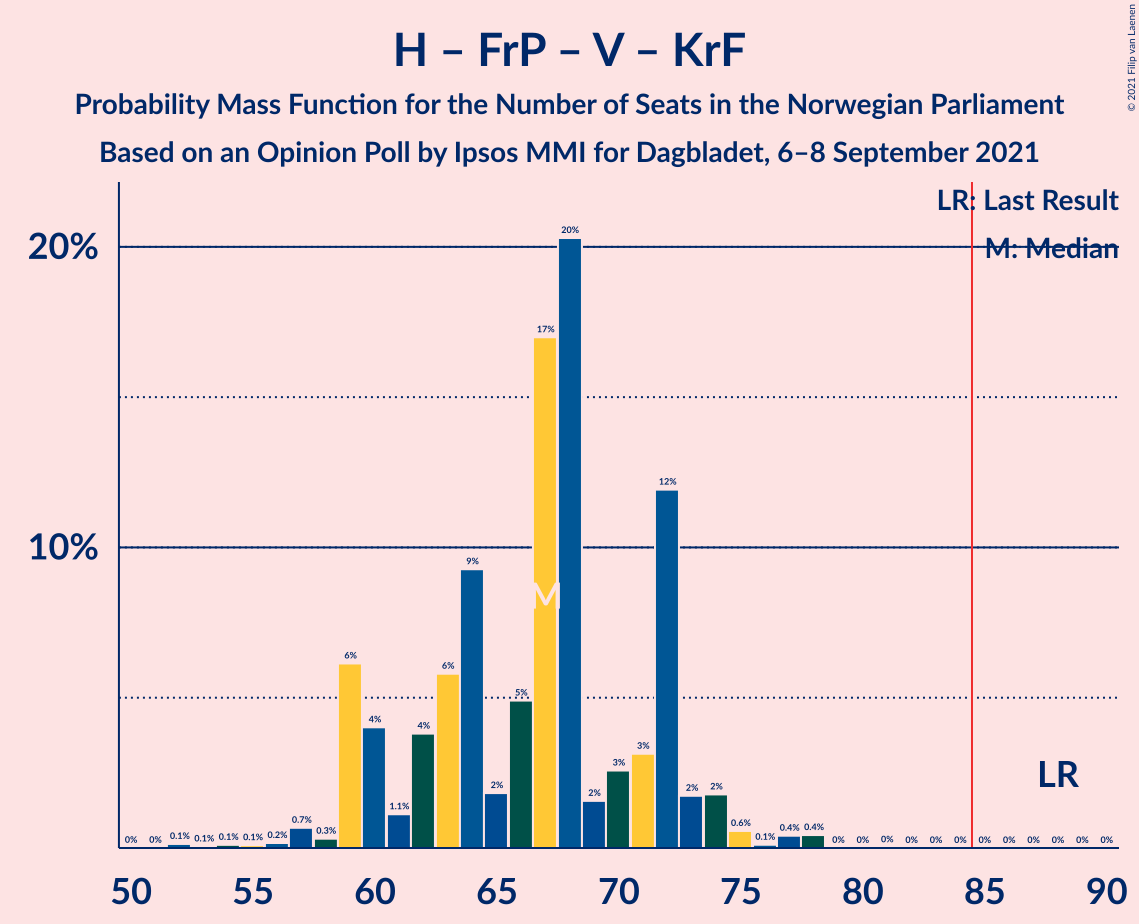 H – FrP – V – KrF
Probability Mass Function for the Number of Seats in the Norwegian Parliament
Based on an Opinion Poll by Ipsos MMI for Dagbladet, 6–8 September 2021
© 2021 Filip van Laenen
LR: Last Result
M: Median
20%
10%
0% 0% 0.1% 0.1% 0.1% 0.1% 0.2% 0.7% 0.3% 6% 4% 1.1% 4% 6% 9% 2% 5% 17% 20% 2% 3% 3% 12% 2% 2% 0.6% 0.1% 0.4% 0.4% 0% 0% 0% 0% 0% 0% 0% 0% 0% 0% 0% 0%
M
LR
50 55 60 65 70 75 80 85 90